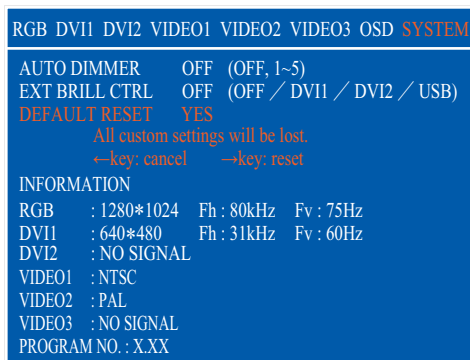 RGB DVI1 DVI2 VIDEO1 VIDEO2 VIDEO3 OSD SYSTEM
AUTO DIMMER OFF (OFF, 1~5)
EXT BRILL CTRL OFF (OFF / DVI1 / DVI2 / USB)
DEFAULT RESET YES
All custom settings will be lost.
←key: cancel →key: reset
INFORMATION
RGB : 1280*1024 Fh : 80kHz Fv : 75Hz
DVI1 : 640*480 Fh : 31kHz Fv : 60Hz
DVI2 : NO SIGNAL
VIDEO1 : NTSC
VIDEO2 : PAL
VIDEO3 : NO SIGNAL
PROGRAM NO. : X.XX